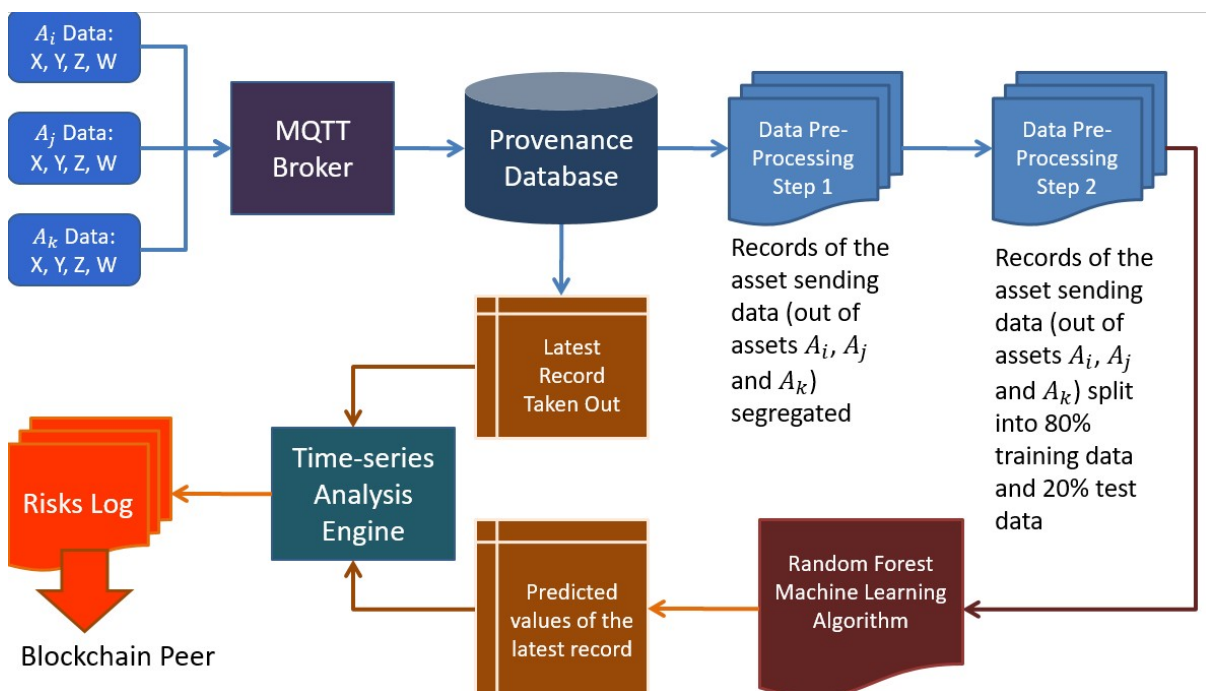 A_i Data:
X, Y, Z, W
A_j Data:
X, Y, Z, W
A_k Data:
X, Y, Z, W
MQTT
Broker
Provenance
Database
Data Pre-
Processing
Step 1
Data Pre-
Processing
Step 2
Records of the
asset sending
data (out of
assets A_i, A_j
and A_k)
segregated
Records of the
asset sending
data (out of
assets A_i, A_j
and A_k) split
into 80%
training data
and 20% test
data
Latest
Record
Taken Out
Time-series
Analysis
Engine
Risks Log
Blockchain Peer
Predicted
values of the
latest record
Random Forest
Machine Learning
Algorithm